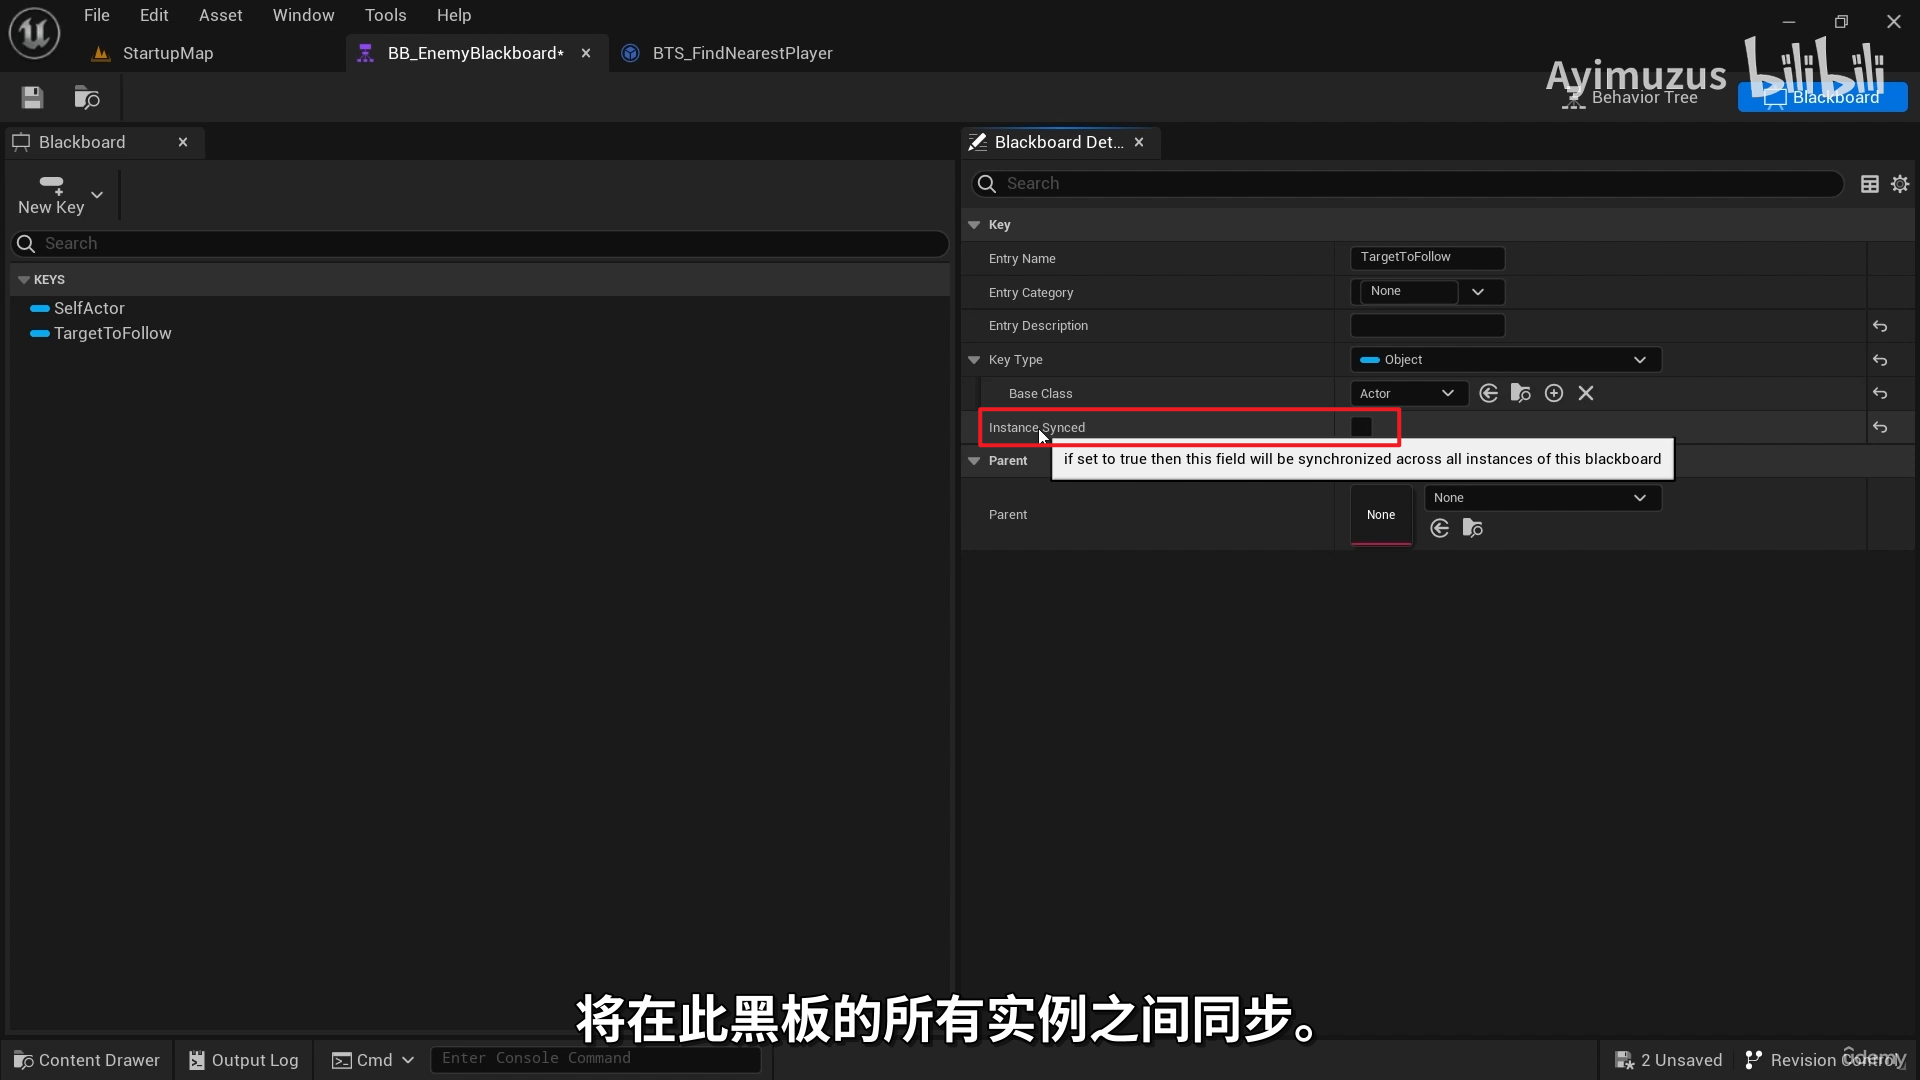 File Edit Asset Window Tools Help
StartupMap
BB_EnemyBlackboard*
BTS_FindNearestPlayer
Ayimuzus
bilibili
Behavior Tree
Blackboard
Blackboard
Blackboard Det...
New Key
Search
Search
KEYS
SelfActor
TargetToFollow
Key
Entry Name
TargetToFollow
Entry Category
None
Entry Description
Key Type
Object
Base Class
Actor
Instance Synced
if set to true then this field will be synchronized across all instances of this blackboard
Parent
Parent
None
None
将在此黑板的所有实例之间同步。
Content Drawer
Output Log
Cmd
Enter Console Command
2 Unsaved
Revision Control
ûdemy